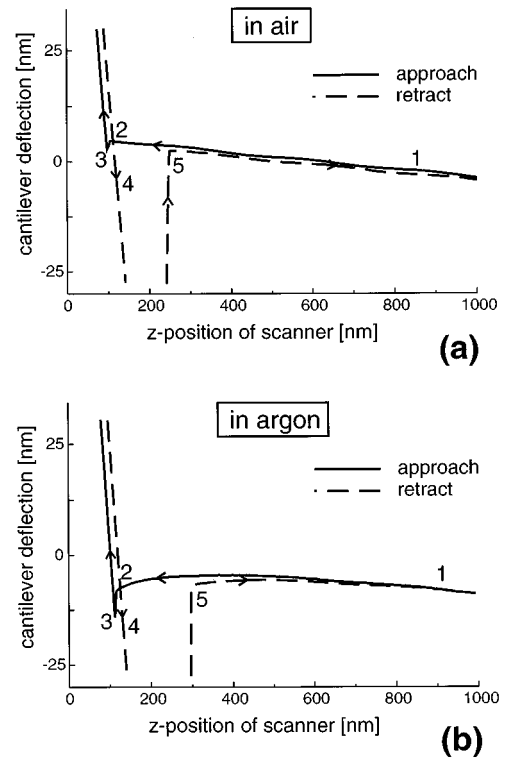 in air
approach
retract
cantilever deflection [nm]
25
0
-25
1
2
3
4
5
0 200 400 600 800 1000
z-position of scanner [nm]
(a)
in argon
approach
retract
cantilever deflection [nm]
25
0
-25
1
2
3
4
5
0 200 400 600 800 1000
z-position of scanner [nm]
(b)